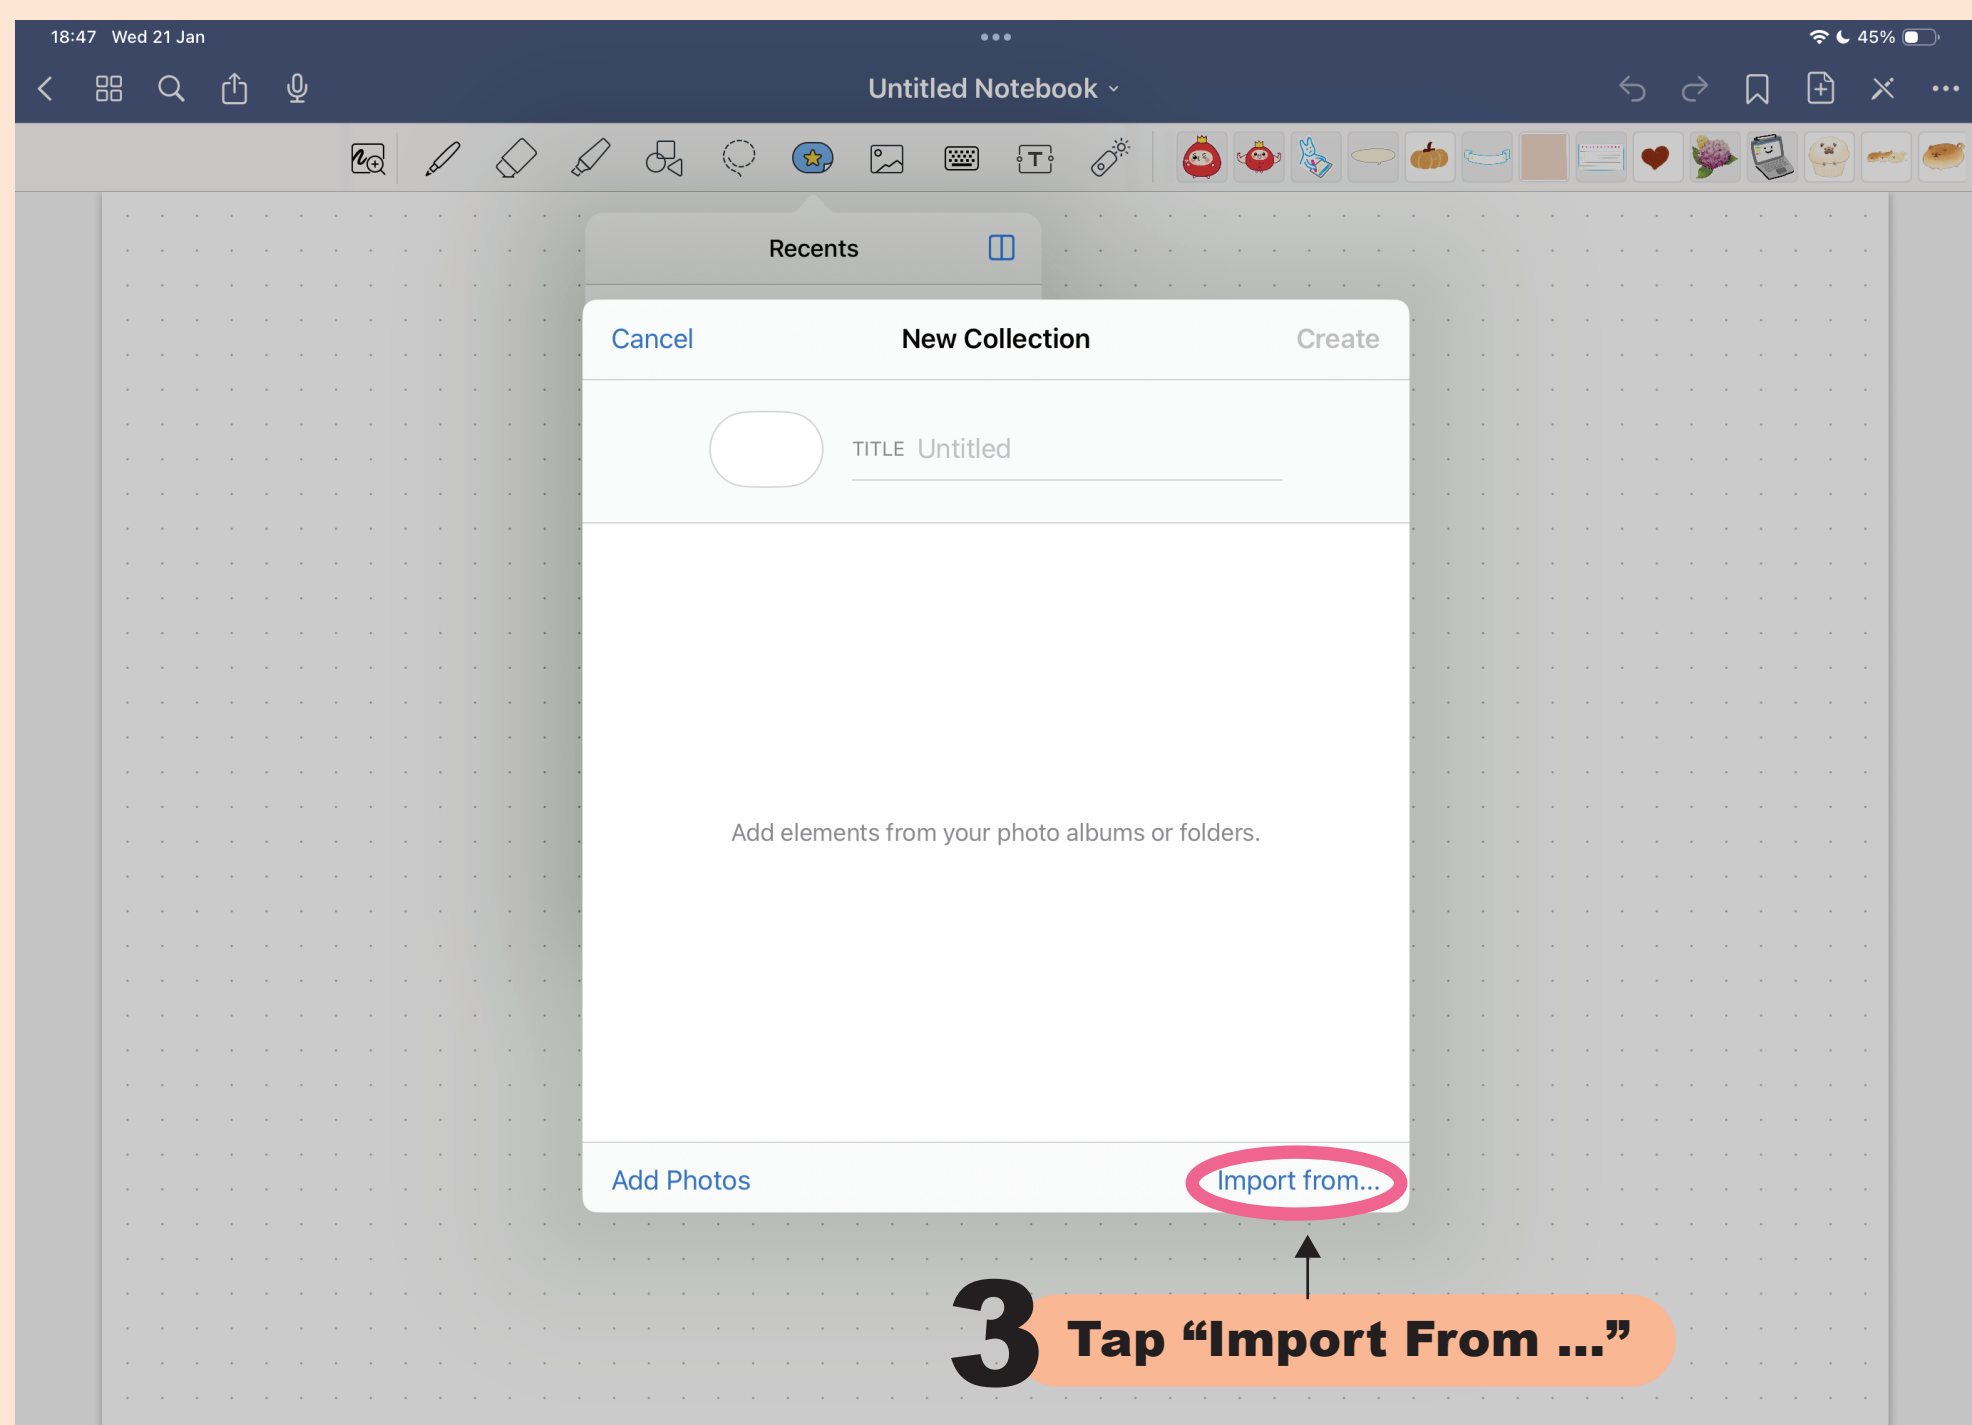 18:47 Wed 21 Jan
45%
Untitled Notebook
T
Recents
Cancel
New Collection
Create
TITLE Untitled
Add elements from your photo albums or folders.
Add Photos
Import from...
3 Tap “Import From ...”